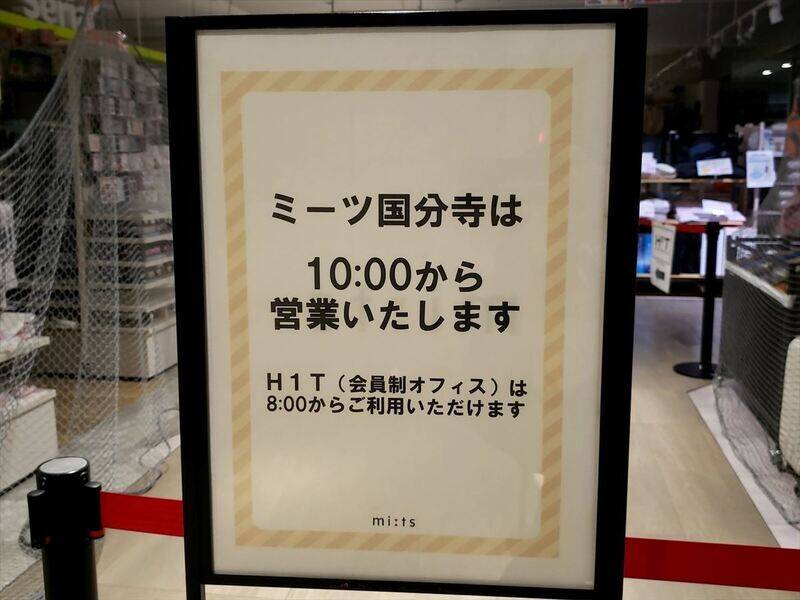 ミーツ国分寺は
10:00から
営業いたします
H1T（会員制オフィス）は
8:00からご利用いただけます
mi:ts
H1T